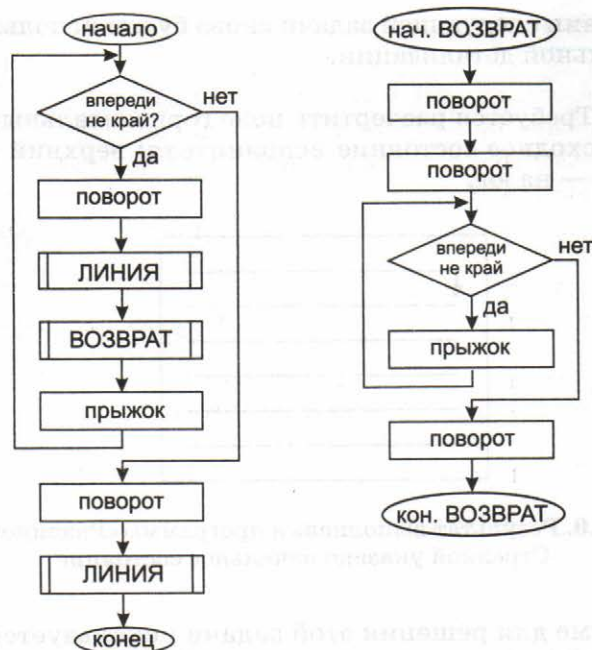 начало
впереди
не край?
нет
да
поворот
ЛИНИЯ
ВОЗВРАТ
прыжок
поворот
ЛИНИЯ
конец
нач. ВОЗВРАТ
поворот
поворот
впереди
не край
нет
да
прыжок
поворот
кон. ВОЗВРАТ